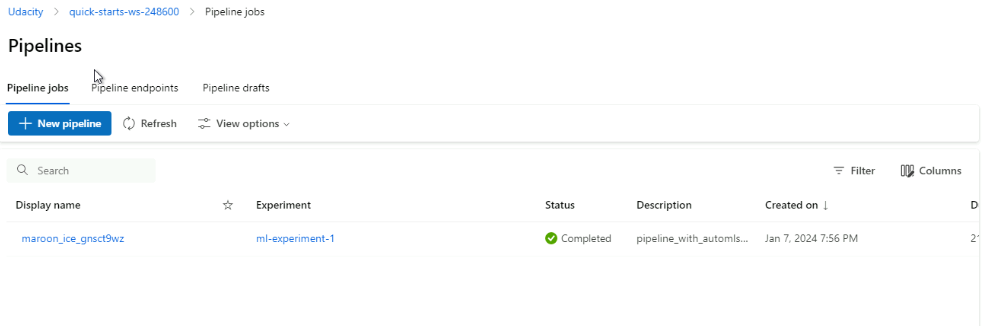 Udacity > quick-starts-ws-248600 > Pipeline jobs
Pipelines
Pipeline jobs Pipeline endpoints Pipeline drafts
+ New pipeline Refresh View options
Search Filter Columns
Display name Experiment Status Description Created on ↓ D
maroon_ice_gnsct9wz ml-experiment-1 Completed pipeline_with_automls... Jan 7, 2024 7:56 PM